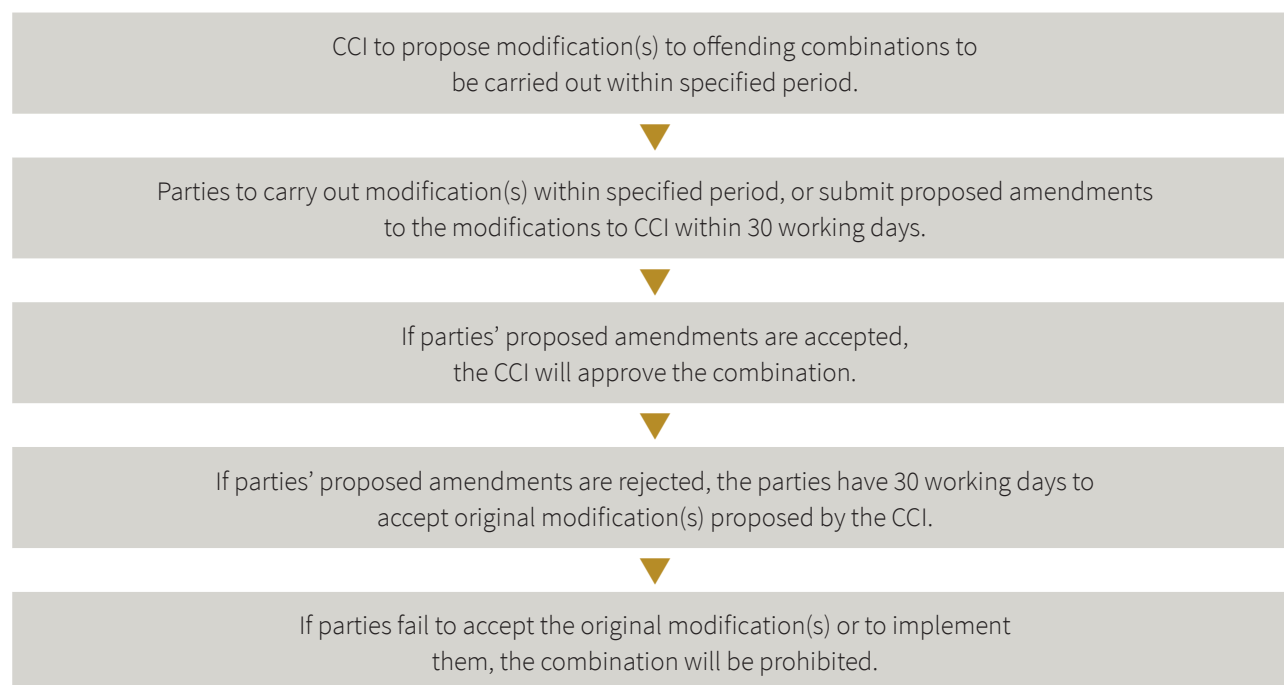 CCI to propose modification(s) to offending combinations to
be carried out within specified period.
Parties to carry out modification(s) within specified period, or submit proposed amendments
to the modifications to CCI within 30 working days.
If parties’ proposed amendments are accepted,
the CCI will approve the combination.
If parties’ proposed amendments are rejected, the parties have 30 working days to
accept original modification(s) proposed by the CCI.
If parties fail to accept the original modification(s) or to implement
them, the combination will be prohibited.